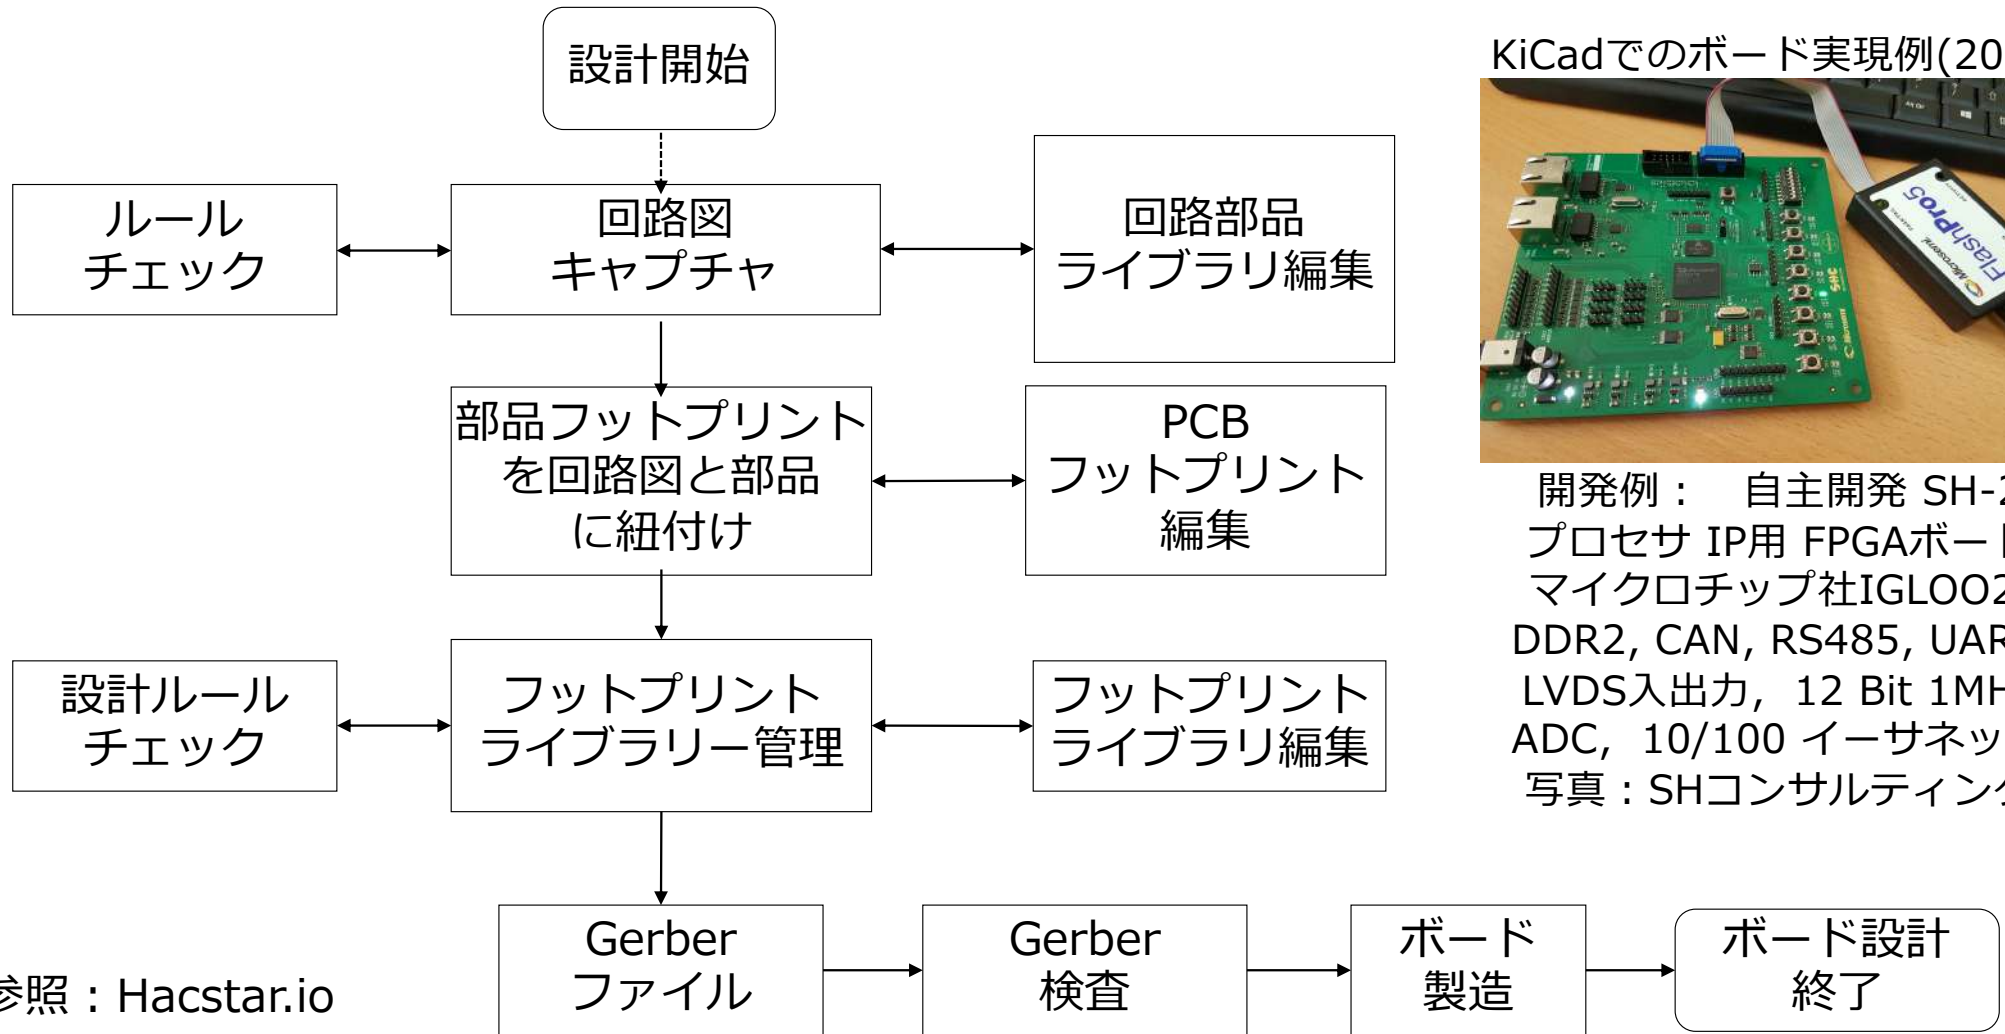 設計開始
KiCadでのボード実現例(20
ルール
チェック
回路図
キャプチャ
回路部品
ライブラリ編集
部品フットプリント
を回路図と部品
に紐付け
PCB
フットプリント
編集
設計ルール
チェック
フットプリント
ライブラリー管理
フットプリント
ライブラリ編集
FlashPro5
Microsemi
SHC
開発例： 自主開発 SH-2
プロセサ IP用 FPGAボード
マイクロチップ社IGLOO2
DDR2, CAN, RS485, UAR
LVDS入出力, 12 Bit 1MH
ADC, 10/100 イーサネッ
写真：SHコンサルティング
Gerber
ファイル
Gerber
検査
ボード
製造
ボード設計
終了
参照：Hacstar.io